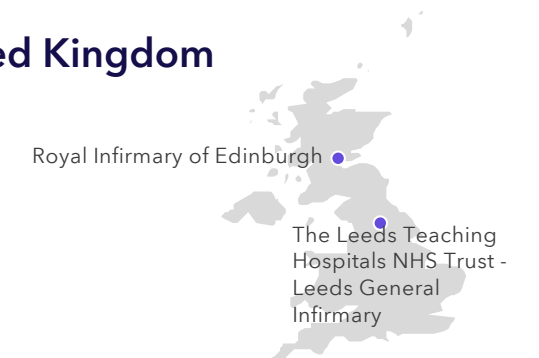 ed Kingdom
Royal Infirmary of Edinburgh
The Leeds Teaching
Hospitals NHS Trust -
Leeds General
Infirmary